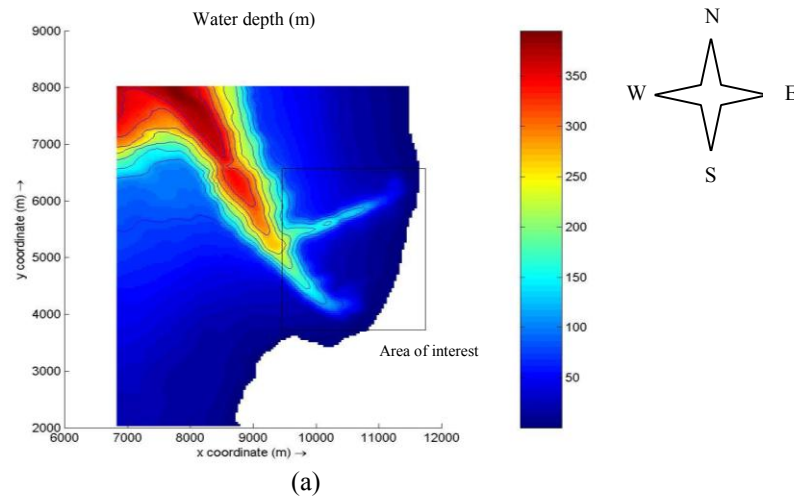 Water depth (m)
N
W
E
S
9000
8000
7000
6000
5000
4000
3000
2000
y coordinate (m) →
6000 7000 8000 9000 10000 11000 12000
x coordinate (m) →
350
300
250
200
150
100
50
Area of interest
(a)